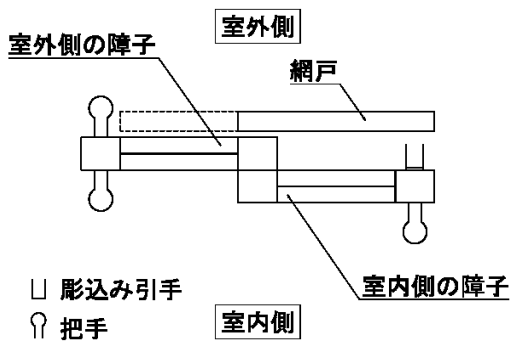 室外側
室外側の障子
網戸
室内側の障子
彫込み引手
把手
室内側